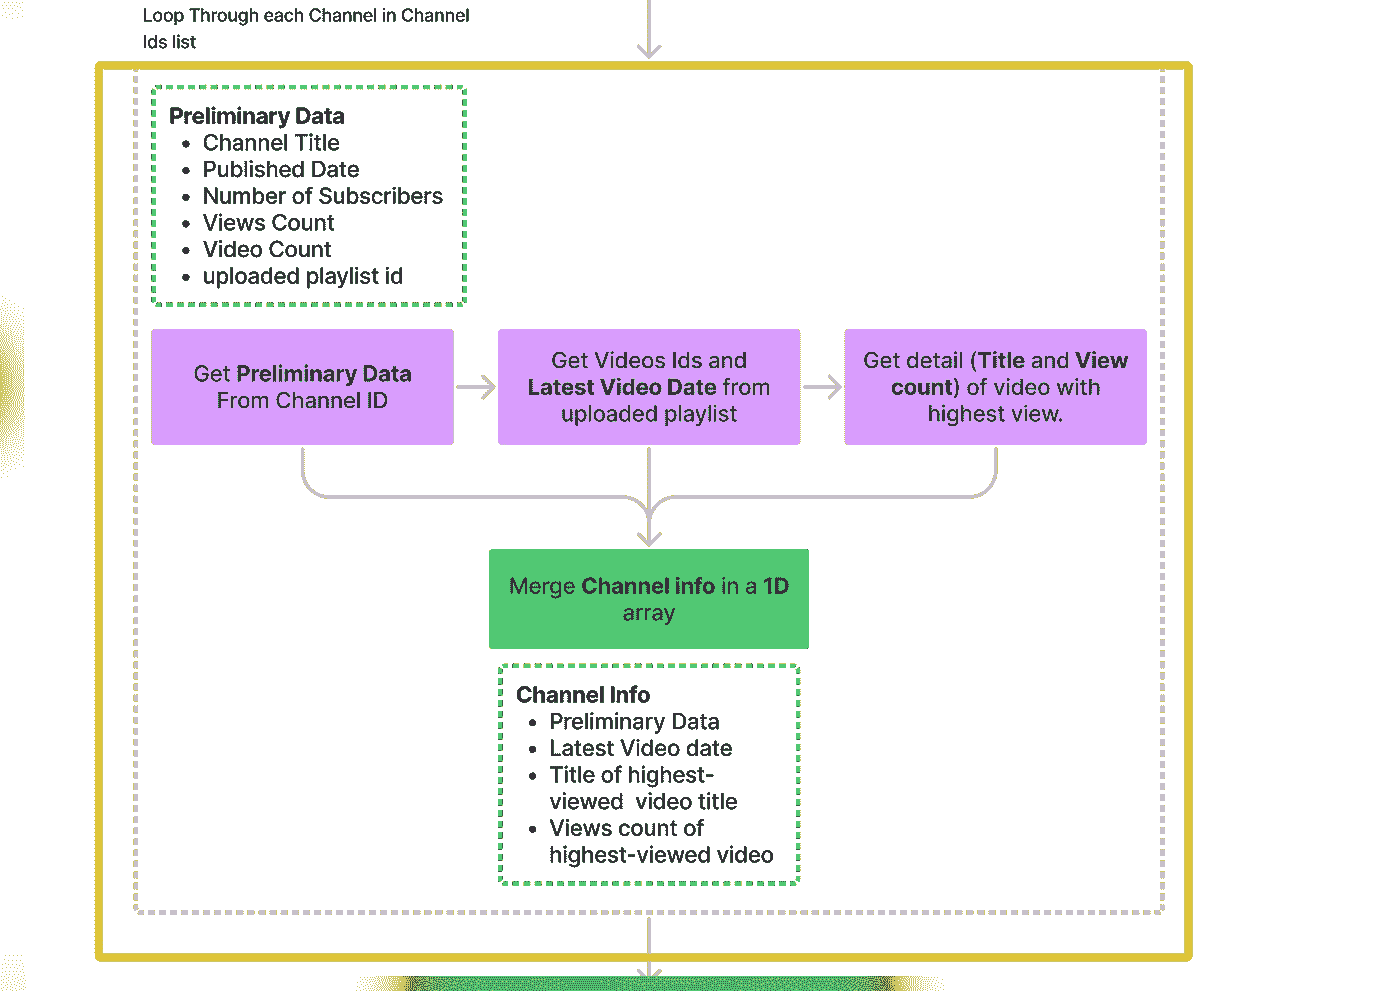 Loop Through each Channel in Channel
Ids list
Preliminary Data
• Channel Title
• Published Date
• Number of Subscribers
• Views Count
• Video Count
• uploaded playlist id
Get Preliminary Data
From Channel ID
Get Videos Ids and
Latest Video Date from
uploaded playlist
Get detail (Title and View
count) of video with
highest view.
Merge Channel info in a 1D
array
Channel Info
• Preliminary Data
• Latest Video date
• Title of highest-
viewed  video title
• Views count of
highest-viewed video